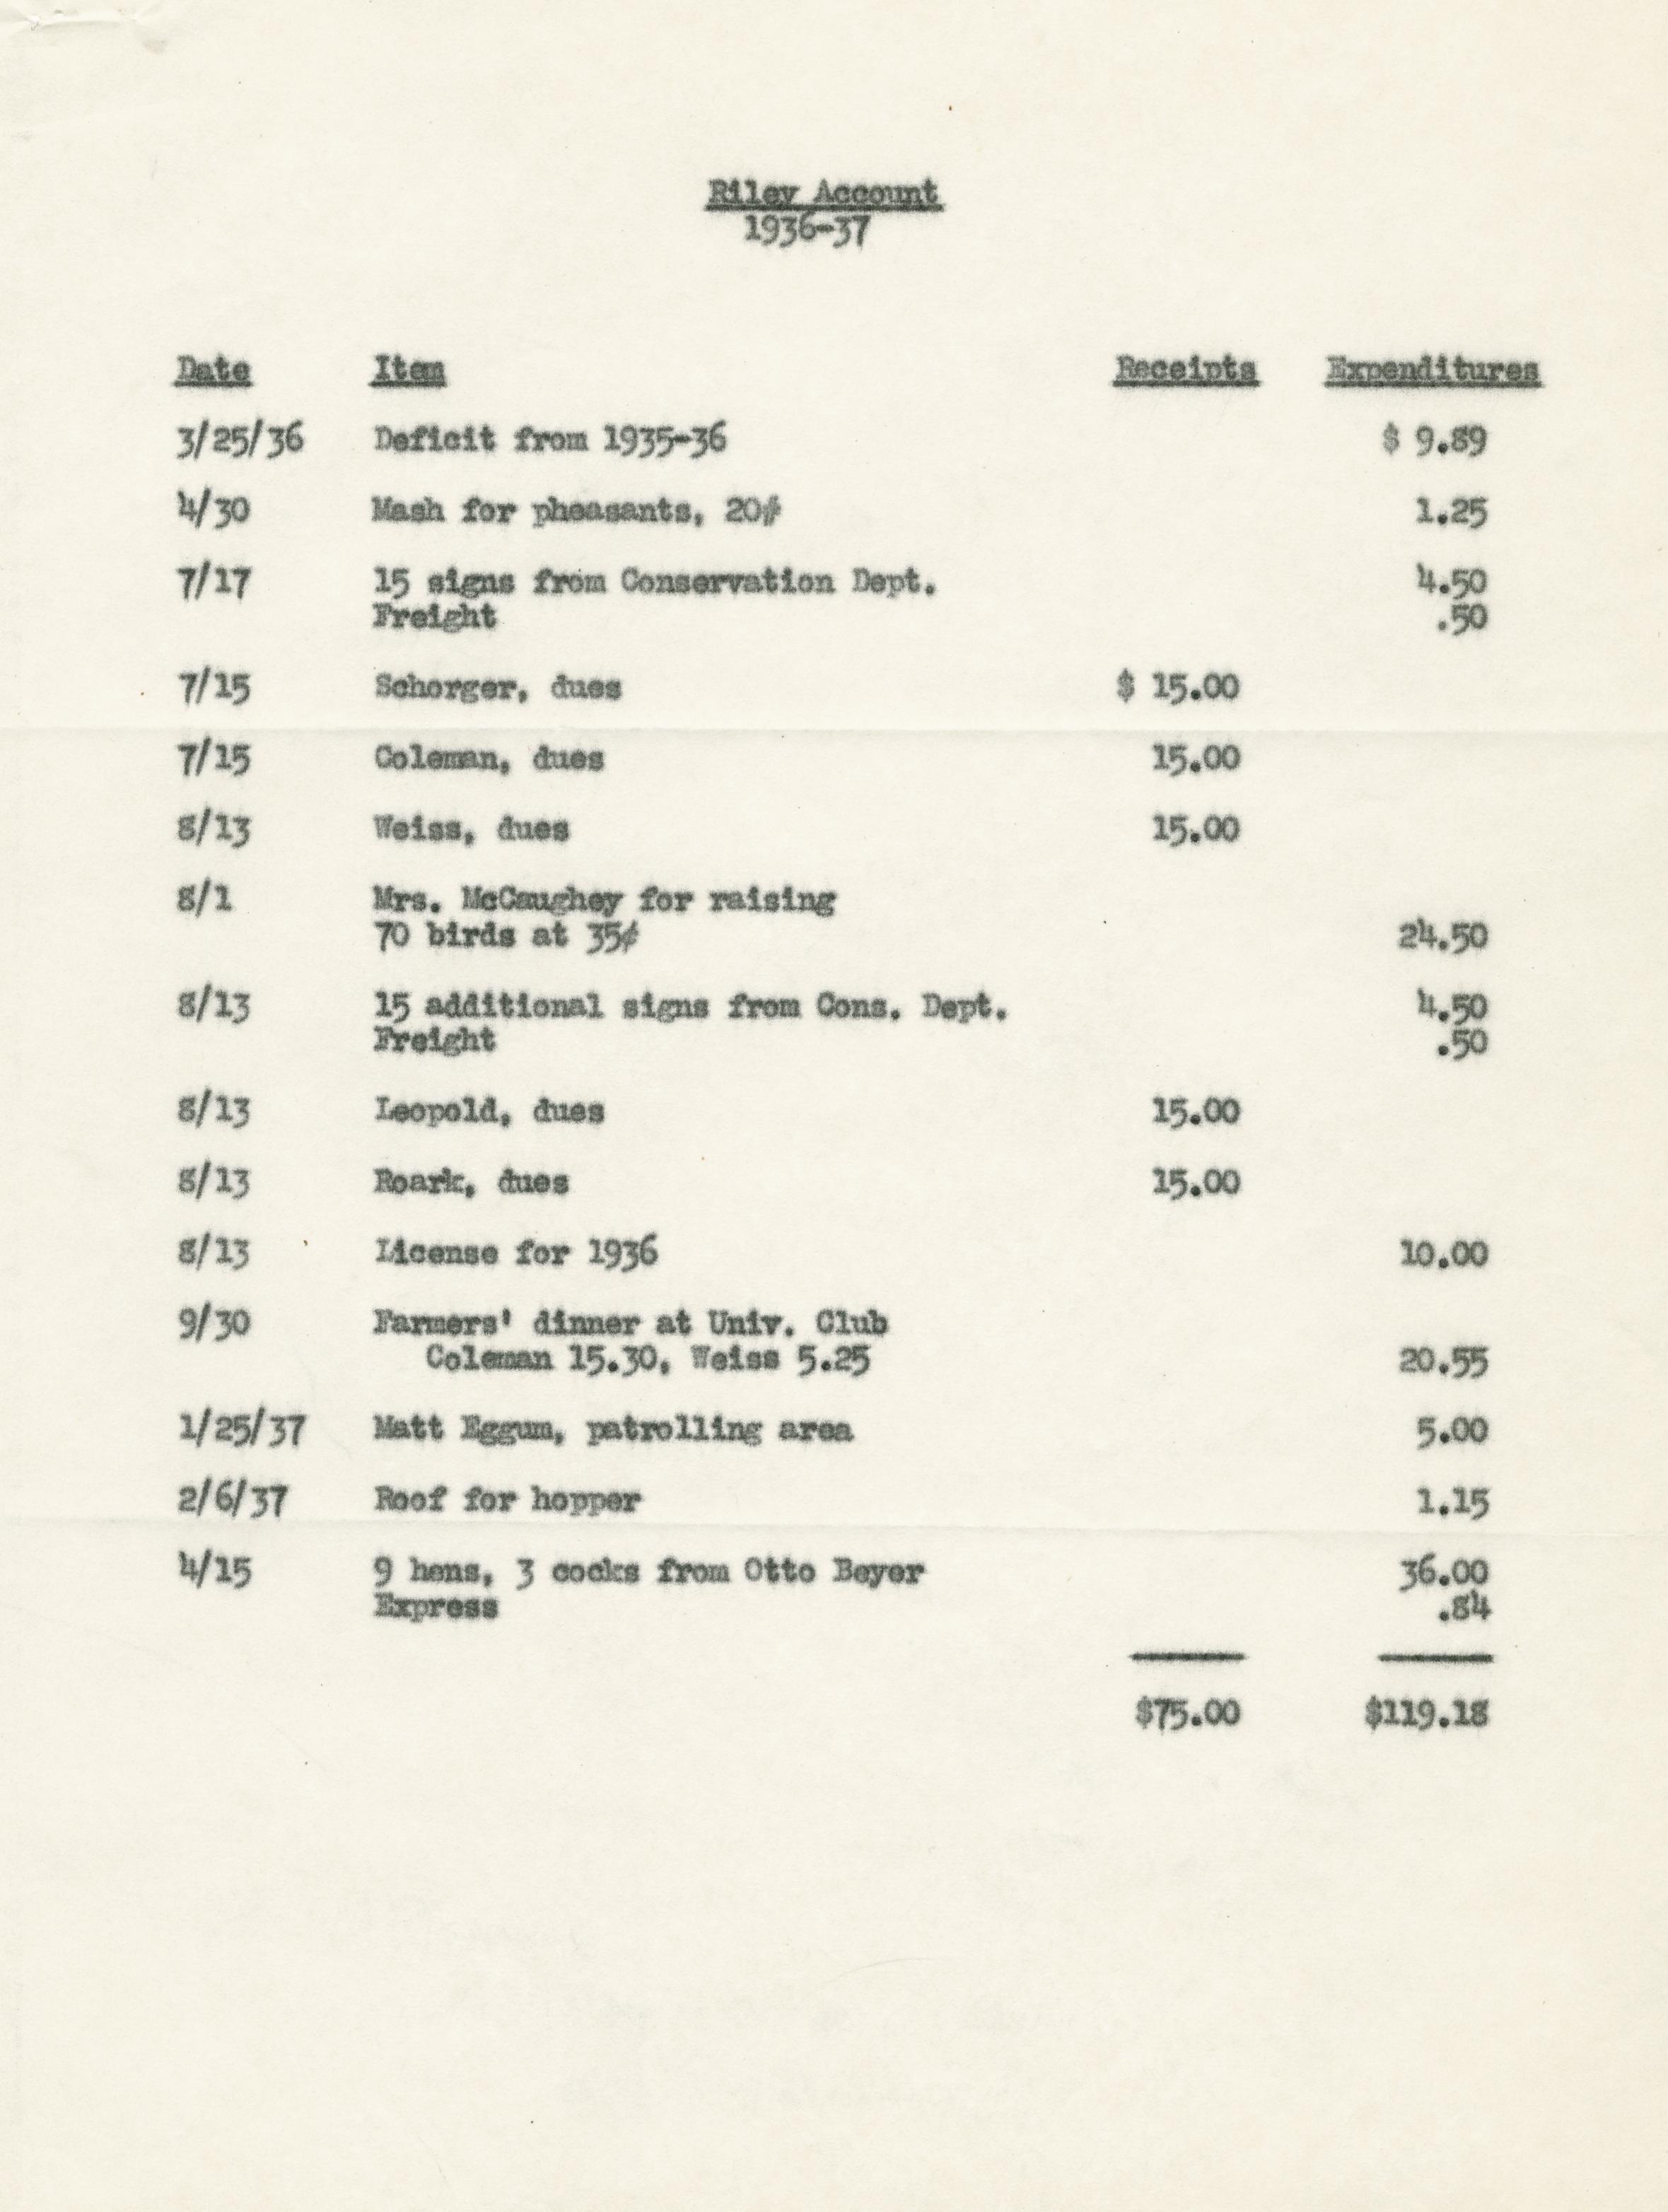 Riley Account
1936-37
Date Item Receipts Expenditures
3/25/36 Deficit from 1935-36 $ 9.89
4/30 Mash for pheasants, 20# 1.25
7/17 15 signs from Conservation Dept. 4.50
Freight .50
7/15 Schorger, dues $ 15.00
7/15 Coleman, dues 15.00
8/13 Weiss, dues 15.00
8/1 Mrs. McCaughey for raising
70 birds at 35¢ 24.50
8/13 15 additional signs from Cons. Dept. 4.50
Freight .50
8/13 Leopold, dues 15.00
8/13 Roark, dues 15.00
8/13 License for 1936 10.00
9/30 Farmers' dinner at Univ. Club
Coleman 15.30, Weiss 5.25 20.55
1/25/37 Matt Eggum, patrolling area 5.00
2/6/37 Roof for hopper 1.15
4/15 9 hens, 3 cocks from Otto Beyer 36.00
Express .84
$75.00 $119.18